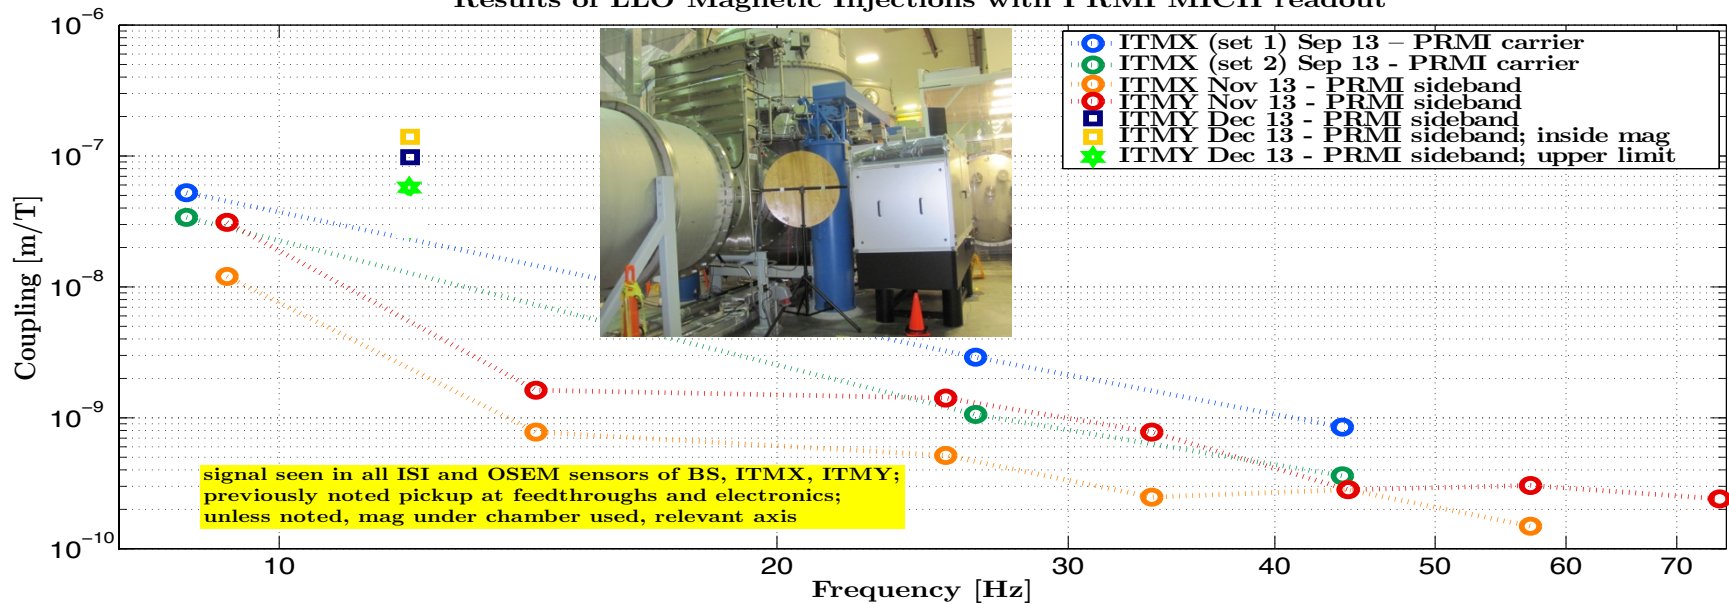 Results of LLO Magnetic Injections with PRMI MICH readout
ITMX (set 1) Sep 13 – PRMI carrier
ITMX (set 2) Sep 13 - PRMI carrier
ITMX Nov 13 - PRMI sideband
ITMY Nov 13 - PRMI sideband
ITMY Dec 13 - PRMI sideband
ITMY Dec 13 - PRMI sideband; inside mag
ITMY Dec 13 - PRMI sideband; upper limit
Coupling [m/T]
10⁻⁶
10⁻⁷
10⁻⁸
10⁻⁹
10⁻¹⁰
signal seen in all ISI and OSEM sensors of BS, ITMX, ITMY;
previously noted pickup at feedthroughs and electronics;
unless noted, mag under chamber used, relevant axis
10 20 30 40 50 60 70
Frequency [Hz]